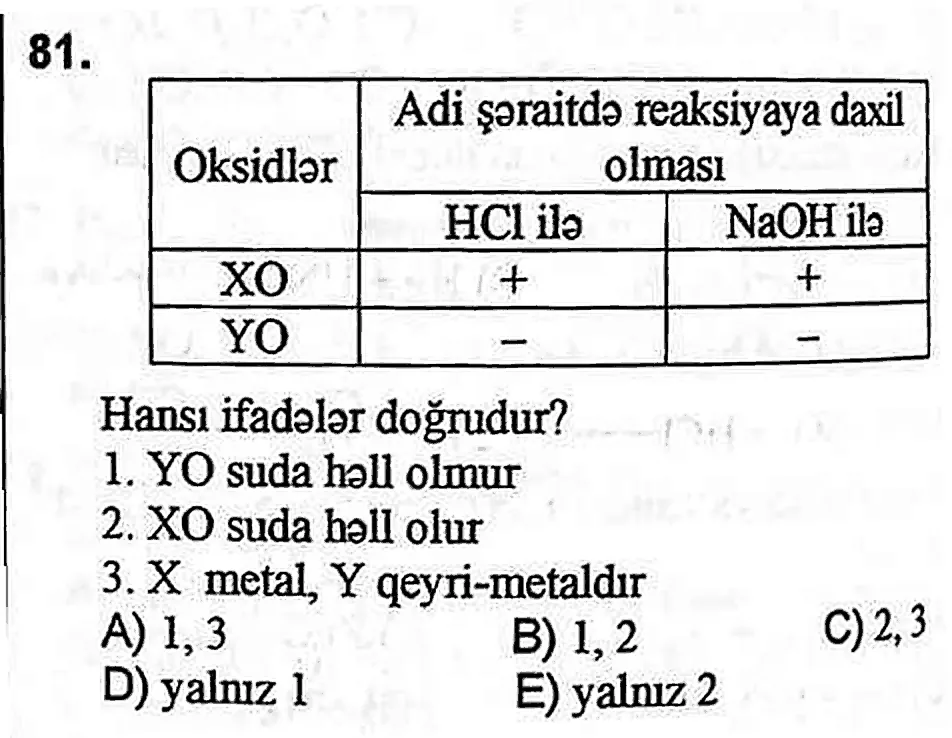 81.
Oksidlər
Adi şəraitdə reaksiyaya daxil
olması
HCl ilə NaOH ilə
XO + +
YO – –
Hansı ifadələr doğrudur?
1. YO suda həll olmur
2. XO suda həll olur
3. X metal, Y qeyri-metaldır
A) 1, 3 B) 1, 2 C) 2, 3
D) yalnız 1 E) yalnız 2